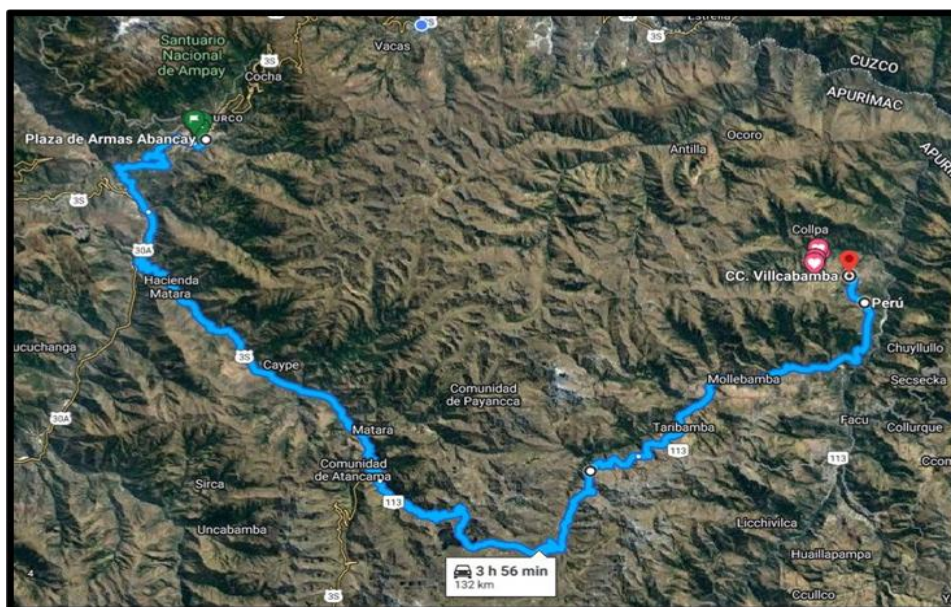 3S
Estrella
Santuario
Nacional
de Ampay
3S
Vacas
3S
CUZCO
Cocha
APURÍMAC
URCO
Plaza de Armas Abancay
Ocoro
Antilla
3S
Collpa
30A
CC. Villcabamba
Hacienda
Matara
Perú
ucuchanga
3S
Caype
Chuyllullo
Mollebamba
Secsecka
Comunidad
de Payancca
30A
Facu
Matara
Taribamba
Collurque
113
113
Comunidad
de Atancama
Ccon
Sirca
113
Uncabamba
Licchivilca
3 h 56 min
132 km
Huaillapampa
3S
Ccullco
4